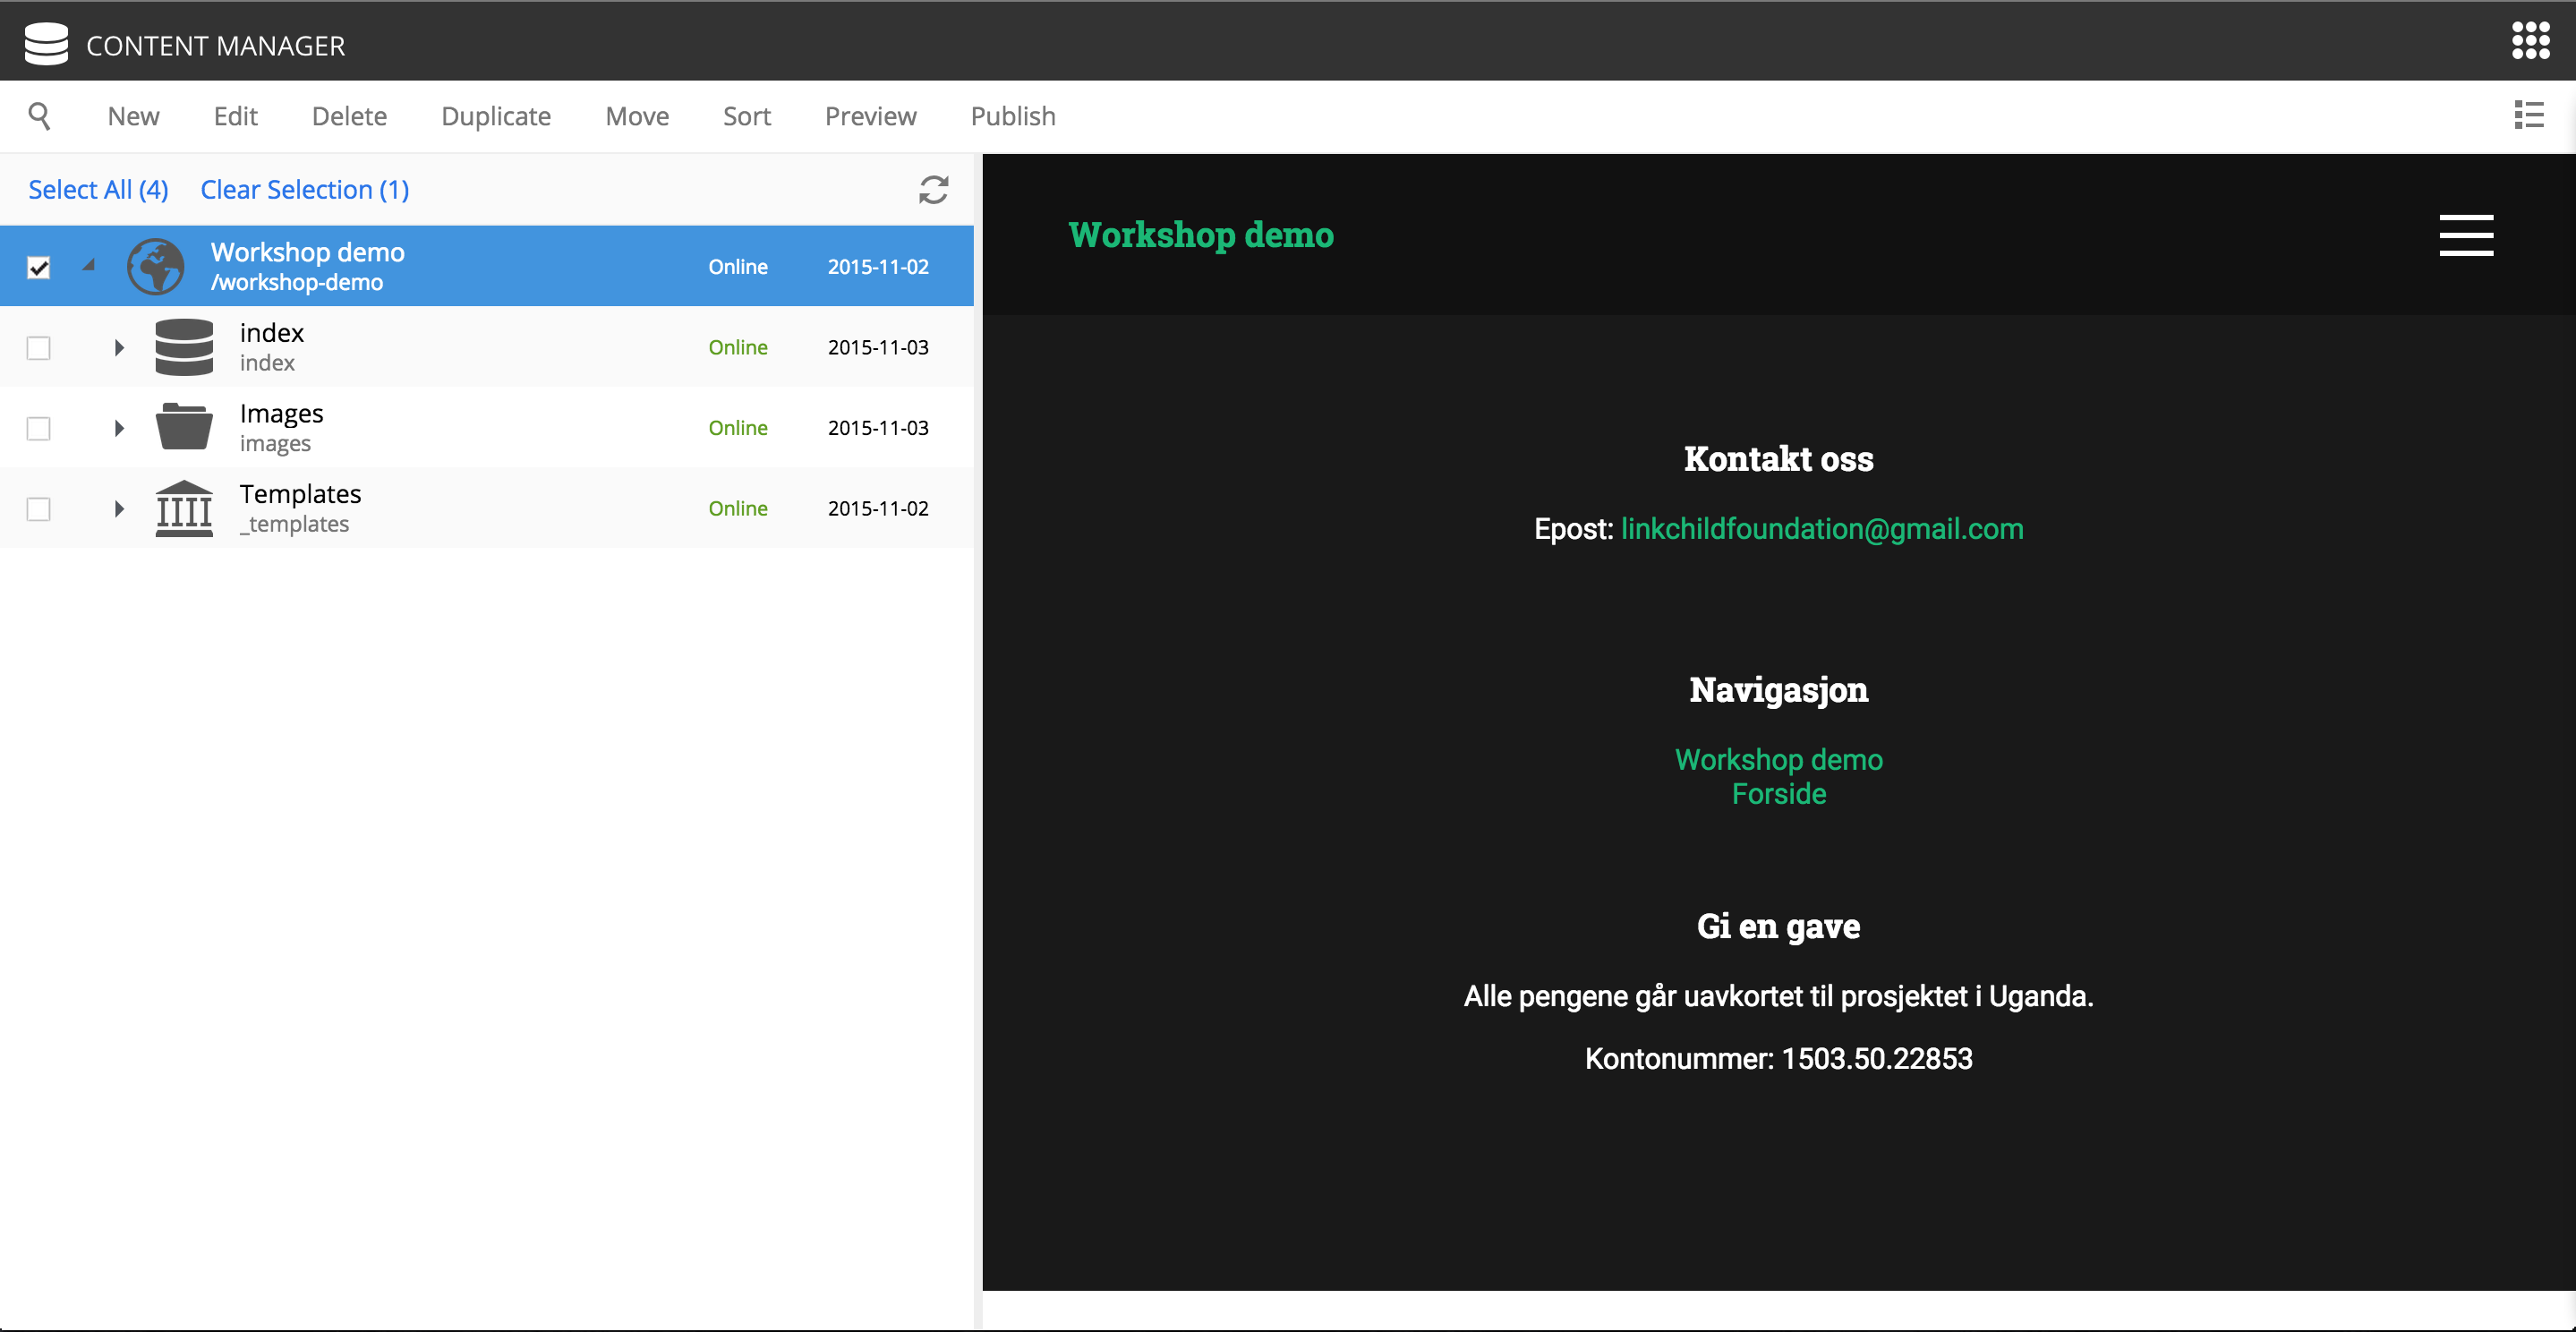 CONTENT MANAGER
New Edit Delete Duplicate Move Sort Preview Publish
Select All (4) Clear Selection (1)
Workshop demo
/workshop-demo
Online 2015-11-02
index
index
Online 2015-11-03
Images
images
Online 2015-11-03
Templates
_templates
Online 2015-11-02
Workshop demo
Kontakt oss
Epost: linkchildfoundation@gmail.com
Navigasjon
Workshop demo
Forside
Gi en gave
Alle pengene går uavkortet til prosjektet i Uganda.
Kontonummer: 1503.50.22853